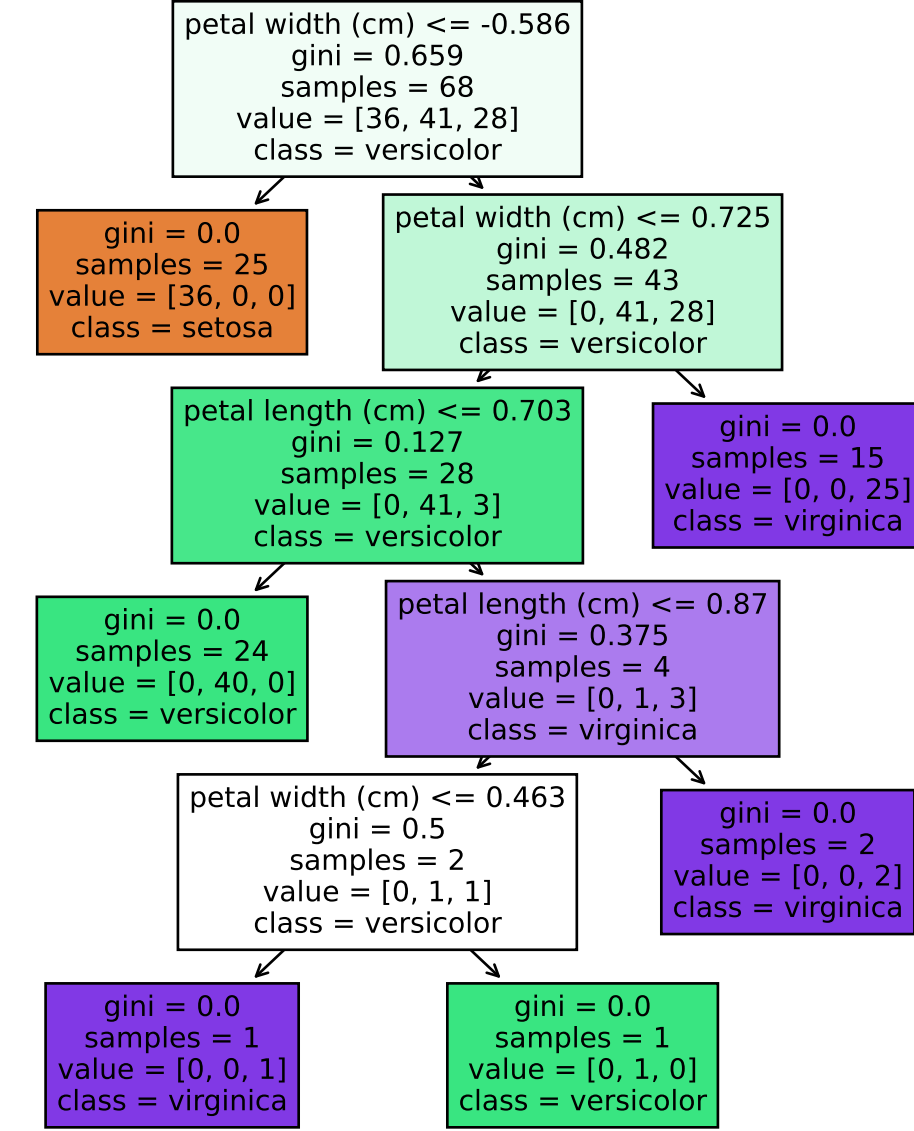 petal width (cm) <= -0.586
gini = 0.659
samples = 68
value = [36, 41, 28]
class = versicolor
gini = 0.0
samples = 25
value = [36, 0, 0]
class = setosa
petal width (cm) <= 0.725
gini = 0.482
samples = 43
value = [0, 41, 28]
class = versicolor
petal length (cm) <= 0.703
gini = 0.127
samples = 28
value = [0, 41, 3]
class = versicolor
gini = 0.0
samples = 15
value = [0, 0, 25]
class = virginica
gini = 0.0
samples = 24
value = [0, 40, 0]
class = versicolor
petal length (cm) <= 0.87
gini = 0.375
samples = 4
value = [0, 1, 3]
class = virginica
petal width (cm) <= 0.463
gini = 0.5
samples = 2
value = [0, 1, 1]
class = versicolor
gini = 0.0
samples = 2
value = [0, 0, 2]
class = virginica
gini = 0.0
samples = 1
value = [0, 0, 1]
class = virginica
gini = 0.0
samples = 1
value = [0, 1, 0]
class = versicolor